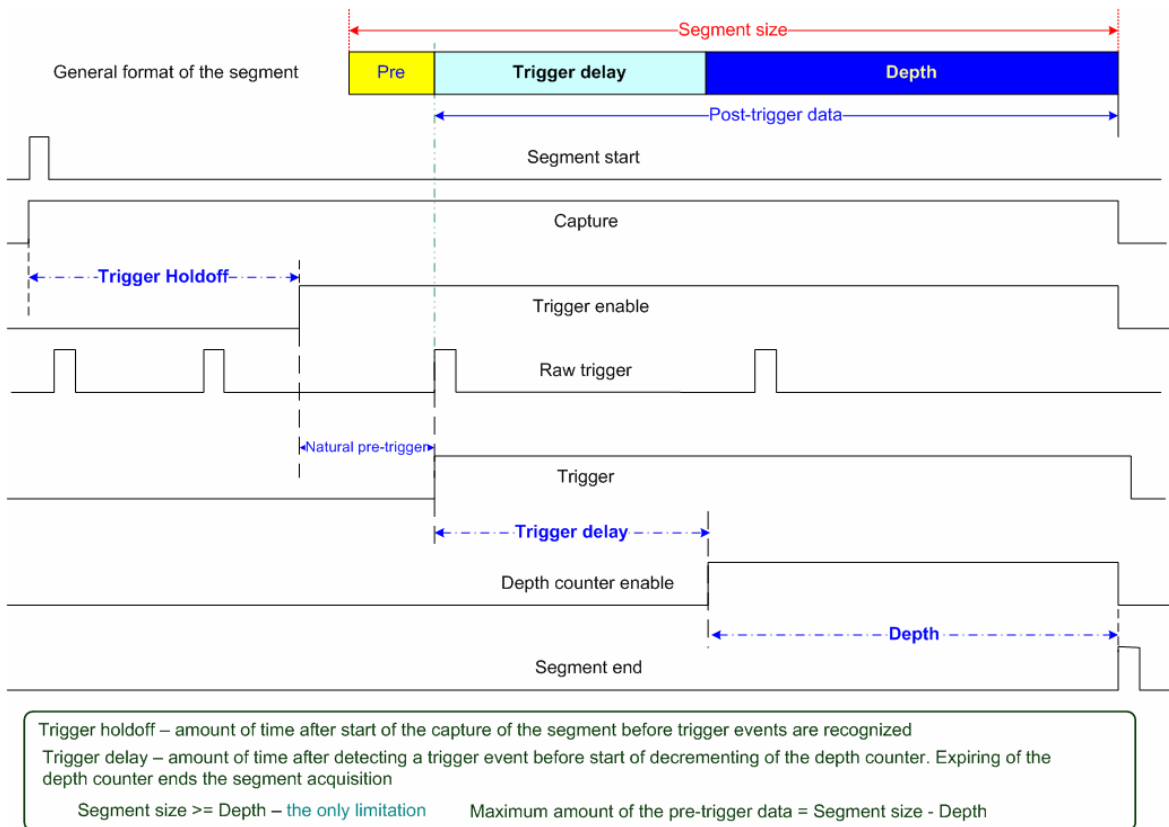 Segment size
General format of the segment
Pre
Trigger delay
Depth
Post-trigger data
Segment start
Capture
Trigger Holdoff
Trigger enable
Raw trigger
Natural pre-trigger
Trigger
Trigger delay
Depth counter enable
Depth
Segment end
Trigger holdoff – amount of time after start of the capture of the segment before trigger events are recognized
Trigger delay – amount of time after detecting a trigger event before start of decrementing of the depth counter. Expiring of the
depth counter ends the segment acquisition
Segment size >= Depth – the only limitation Maximum amount of the pre-trigger data = Segment size - Depth